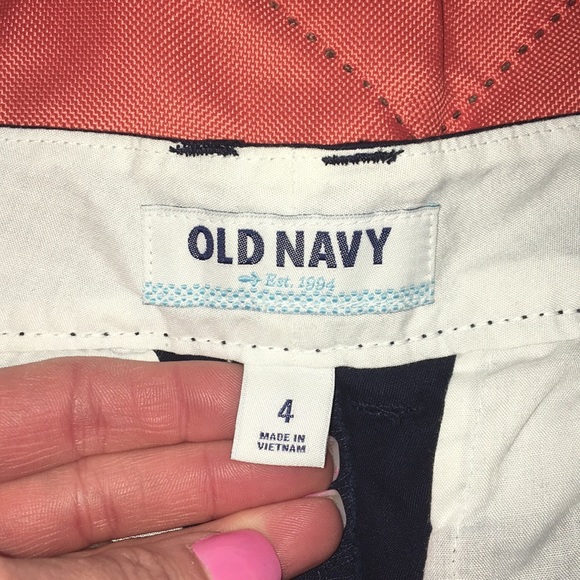 OLD NAVY
Est. 1994
4
MADE IN
VIETNAM